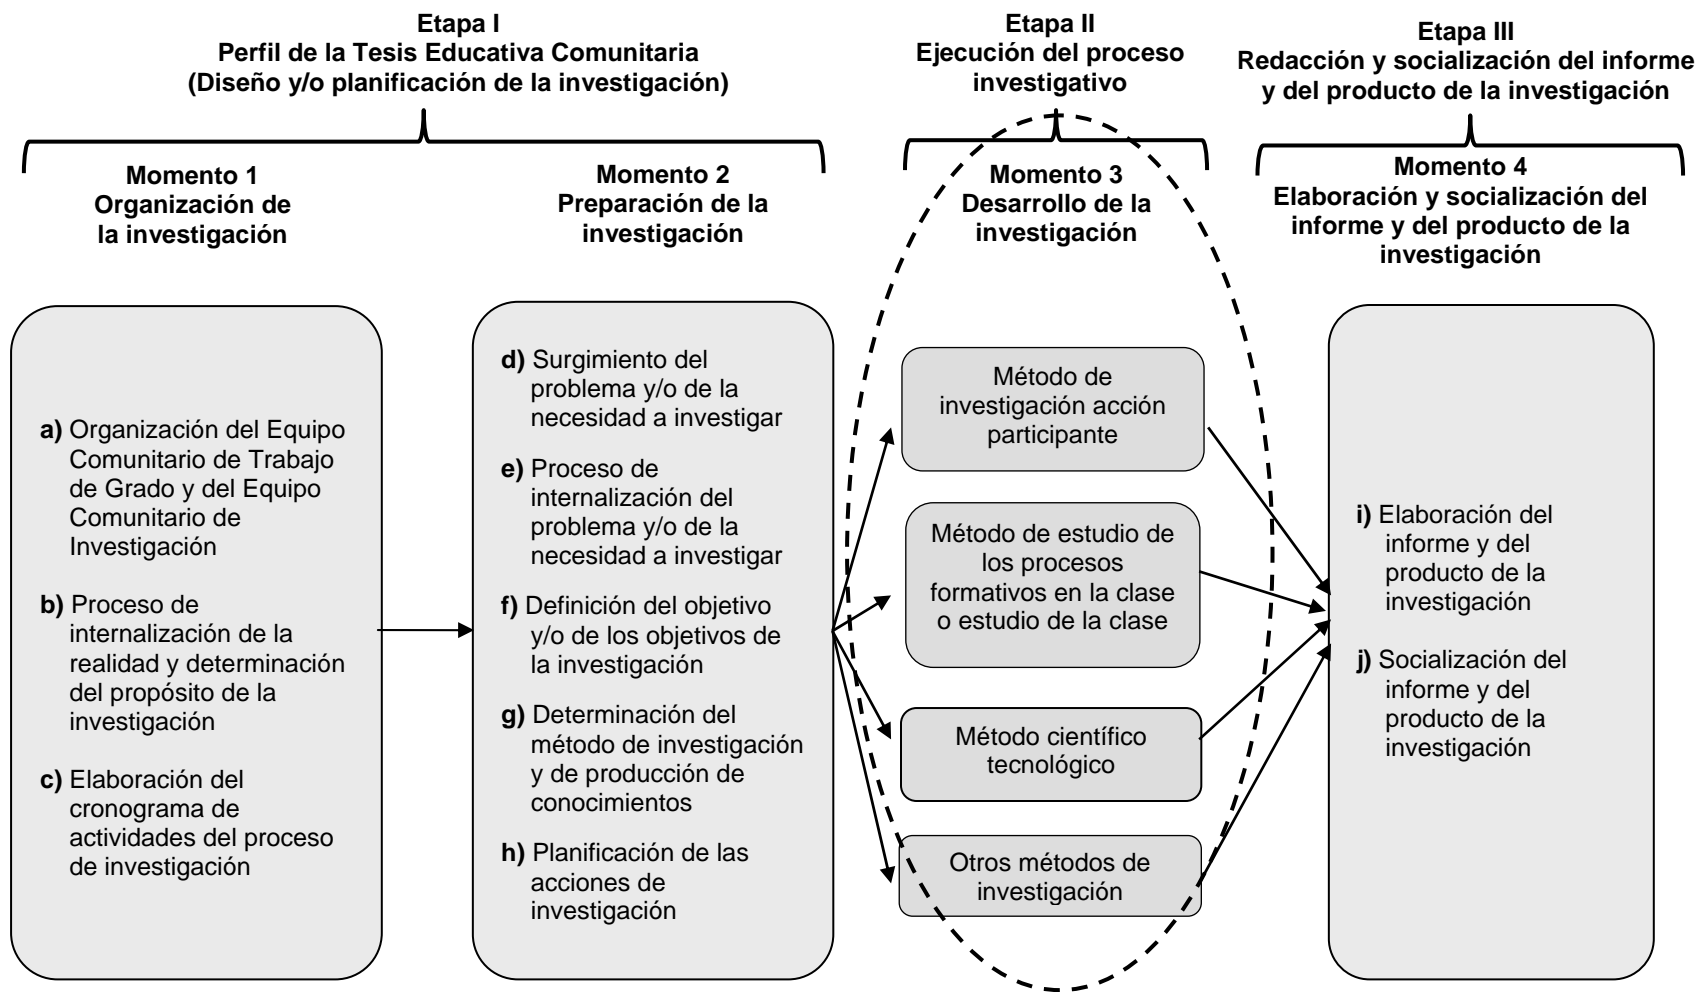 Etapa I
Perfil de la Tesis Educativa Comunitaria
(Diseño y/o planificación de la investigación)
Etapa II
Ejecución del proceso
investigativo
Etapa III
Redacción y socialización del informe
y del producto de la investigación
Momento 1
Organización de
la investigación
Momento 2
Preparación de la
investigación
Momento 3
Desarrollo de la
investigación
Momento 4
Elaboración y socialización del
informe y del producto de la
investigación
a) Organización del Equipo
Comunitario de Trabajo
de Grado y del Equipo
Comunitario de
Investigación
b) Proceso de
internalización de la
realidad y determinación
del propósito de la
investigación
c) Elaboración del
cronograma de
actividades del proceso
de investigación
d) Surgimiento del
problema y/o de la
necesidad a investigar
e) Proceso de
internalización del
problema y/o de la
necesidad a investigar
f) Definición del objetivo
y/o de los objetivos de
la investigación
g) Determinación del
método de investigación
y de producción de
conocimientos
h) Planificación de las
acciones de
investigación
Método de
investigación acción
participante
Método de estudio de
los procesos
formativos en la clase
o estudio de la clase
Método científico
tecnológico
Otros métodos de
investigación
i) Elaboración del
informe y del
producto de la
investigación
j) Socialización del
informe y del
producto de la
investigación